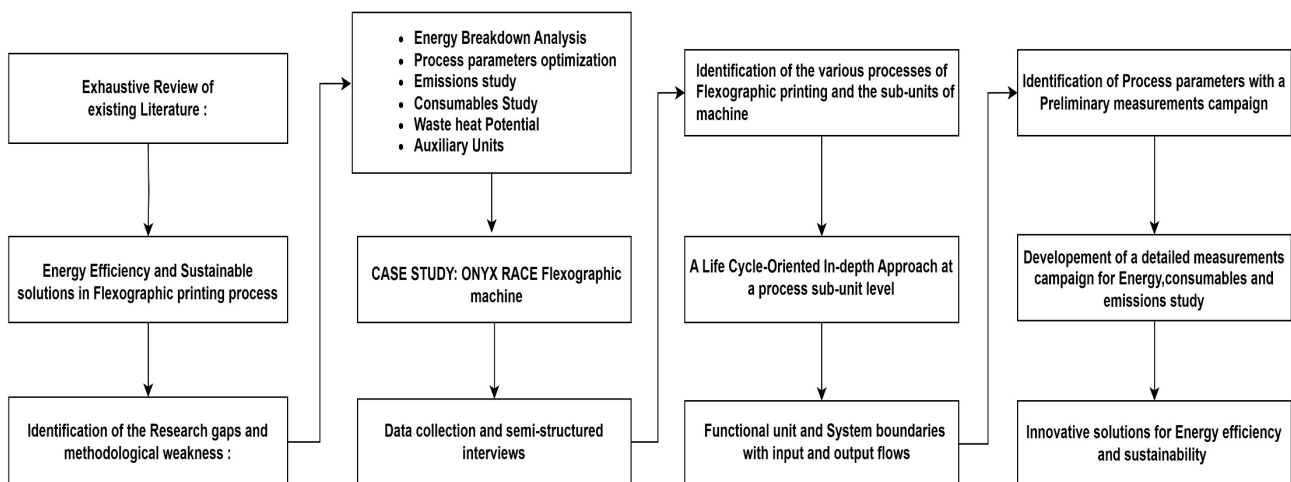 Exhaustive Review of
existing Literature :
Energy Efficiency and Sustainable
solutions in Flexographic printing process
Identification of the Research gaps and
methodological weakness :
• Energy Breakdown Analysis
• Process parameters optimization
• Emissions study
• Consumables Study
• Waste heat Potential
• Auxiliary Units
CASE STUDY: ONYX RACE Flexographic
machine
Data collection and semi-structured
interviews
Identification of the various processes of
Flexographic printing and the sub-units of
machine
A Life Cycle-Oriented In-depth Approach at
a process sub-unit level
Functional unit and System boundaries
with input and output flows
Identification of Process parameters with a
Preliminary measurements campaign
Developement of a detailed measurements
campaign for Energy,consumables and
emissions study
Innovative solutions for Energy efficiency
and sustainability